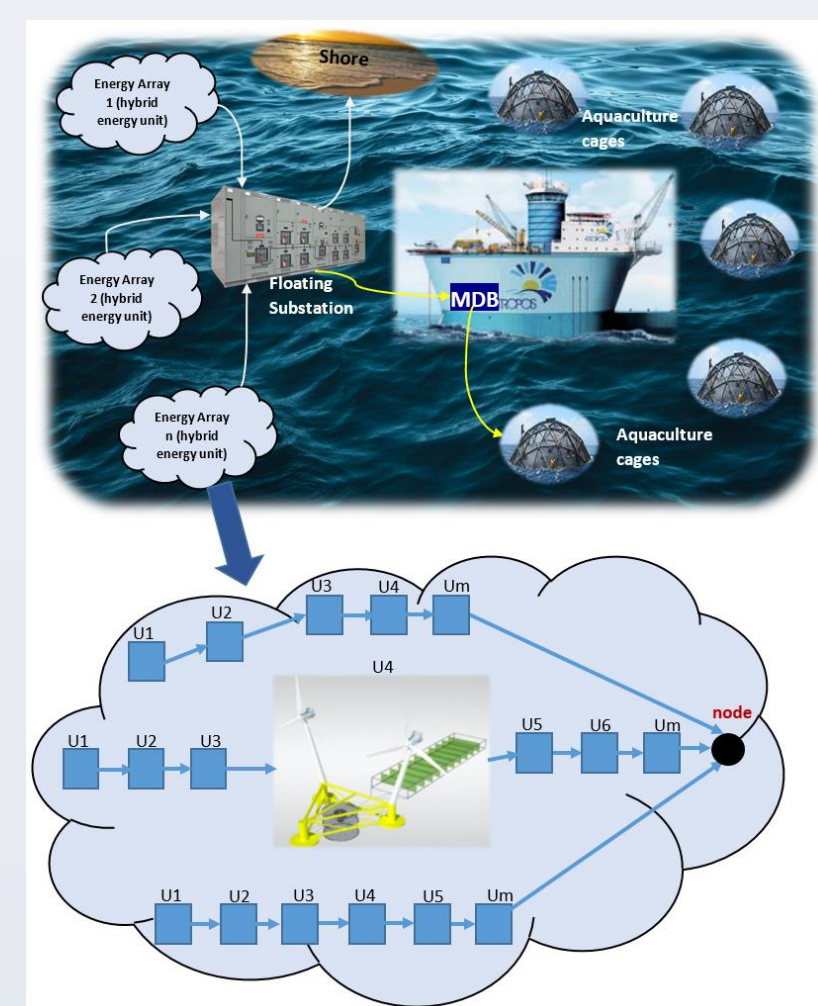 Shore
Energy Array
1 (hybrid
energy unit)
Aquaculture
cages
Energy Array
2 (hybrid
energy unit)
Floating
Substation
MDB
TROPOS
Energy Array
n (hybrid
energy unit)
Aquaculture
cages
U1
U2
U3
U4
Um
U4
U1
U2
U3
U5
U6
Um
node
U1
U2
U3
U4
U5
Um